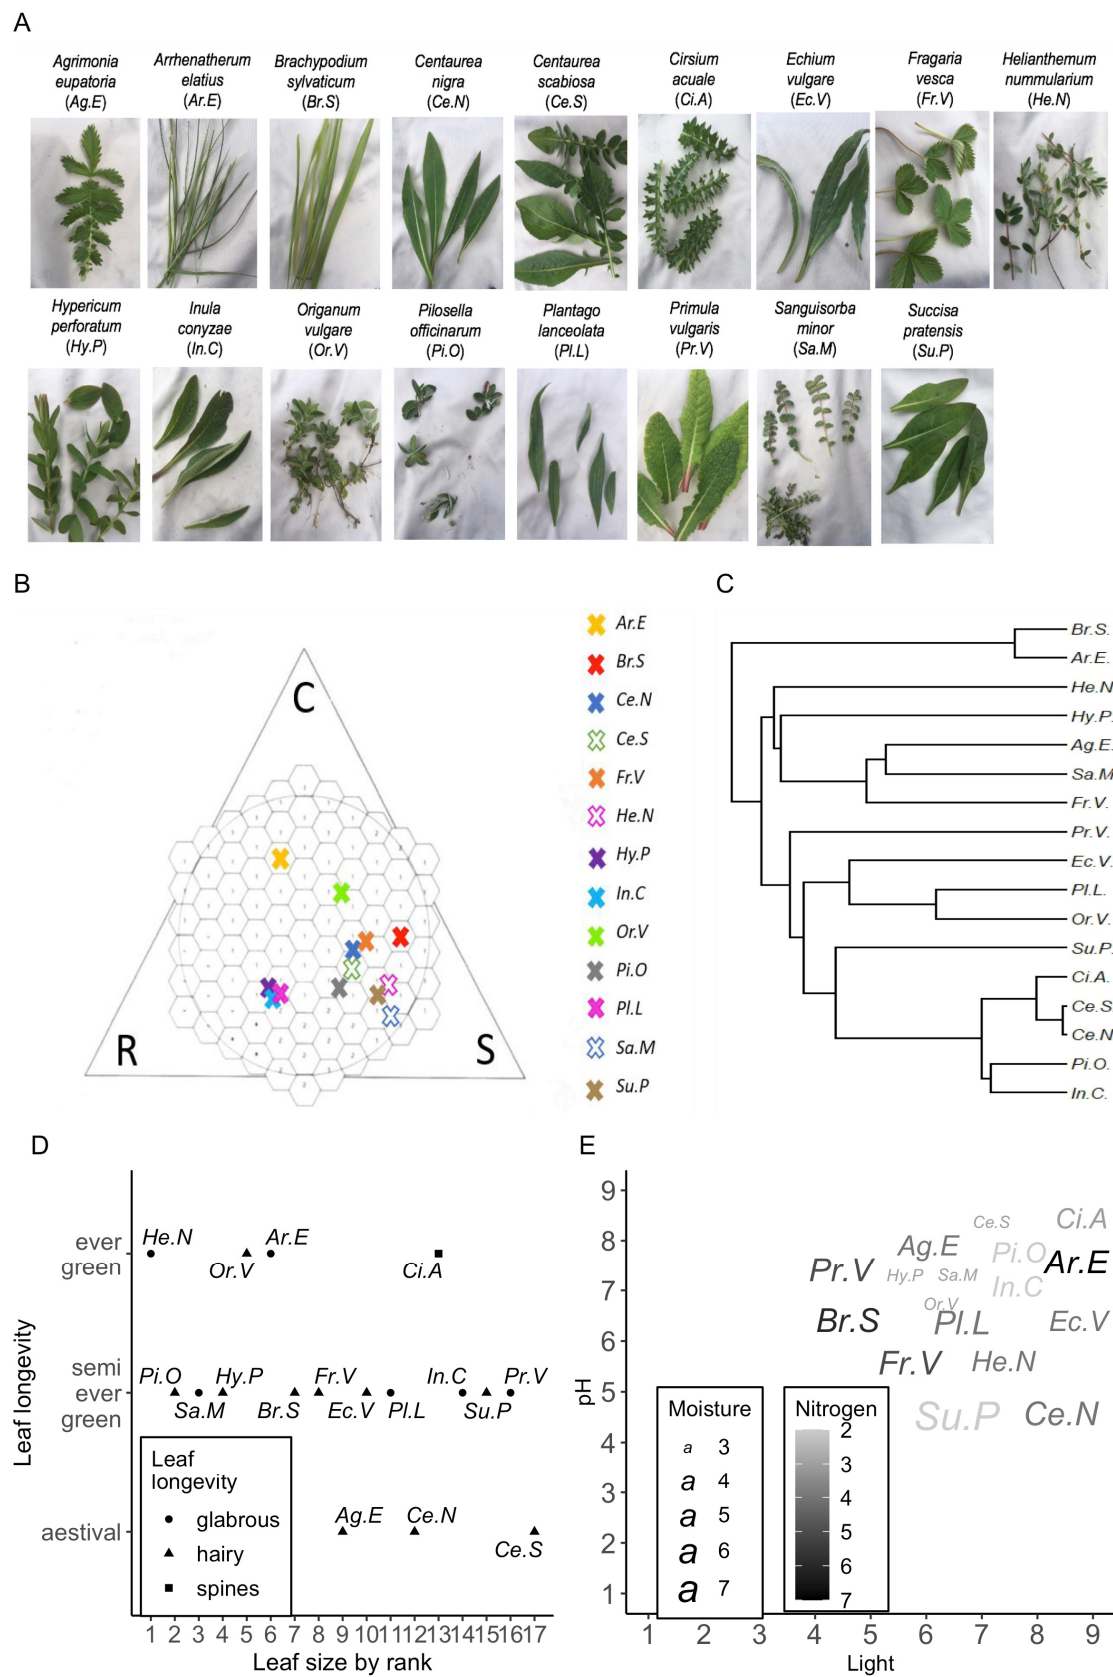 A
Agrimonia eupatoria (Ag.E)
Arrhenatherum elatius (Ar.E)
Brachypodium sylvaticum (Br.S)
Centaurea nigra (Ce.N)
Centaurea scabiosa (Ce.S)
Cirsium acuale (Ci.A)
Echium vulgare (Ec.V)
Fragaria vesca (Fr.V)
Helianthemum nummularium (He.N)
Hypericum perforatum (Hy.P)
Inula conyzae (In.C)
Origanum vulgare (Or.V)
Pilosella officinarum (Pi.O)
Plantago lanceolata (Pl.L)
Primula vulgaris (Pr.V)
Sanguisorba minor (Sa.M)
Succisa pratensis (Su.P)
B
C
R
S
Ar.E
Br.S
Ce.N
Ce.S
Fr.V
He.N
Hy.P
In.C
Or.V
Pi.O
Pl.L
Sa.M
Su.P
C
Br.S.
Ar.E.
He.N
Hy.P.
Ag.E.
Sa.M
Fr.V.
Pr.V.
Ec.V.
Pl.L.
Or.V.
Su.P.
Ci.A.
Ce.S
Ce.N
Pi.O.
In.C.
D
Leaf longevity
ever
green
semi
ever
green
aestival
He.N
Ar.E
Or.V
Ci.A
Pi.O
Hy.P
Fr.V
In.C
Pr.V
Sa.M
Br.S
Ec.V
Pl.L
Su.P
Ag.E
Ce.N
Ce.S
Leaf
longevity
glabrous
hairy
spines
1 2 3 4 5 6 7 8 9 10 11 12 13 14 15 16 17
Leaf size by rank
E
pH
9
8
7
6
5
4
3
2
1
Ce.S
Ci.A
Ag.E
Pi.O
Ar.E
Pr.V
Hy.P
Sa.M
In.C
Or.V
Br.S
Pl.L
Ec.V
Fr.V
He.N
Su.P
Ce.N
Moisture
a 3
a 4
a 5
a 6
a 7
Nitrogen
2
3
4
5
6
7
1 2 3 4 5 6 7 8 9
Light